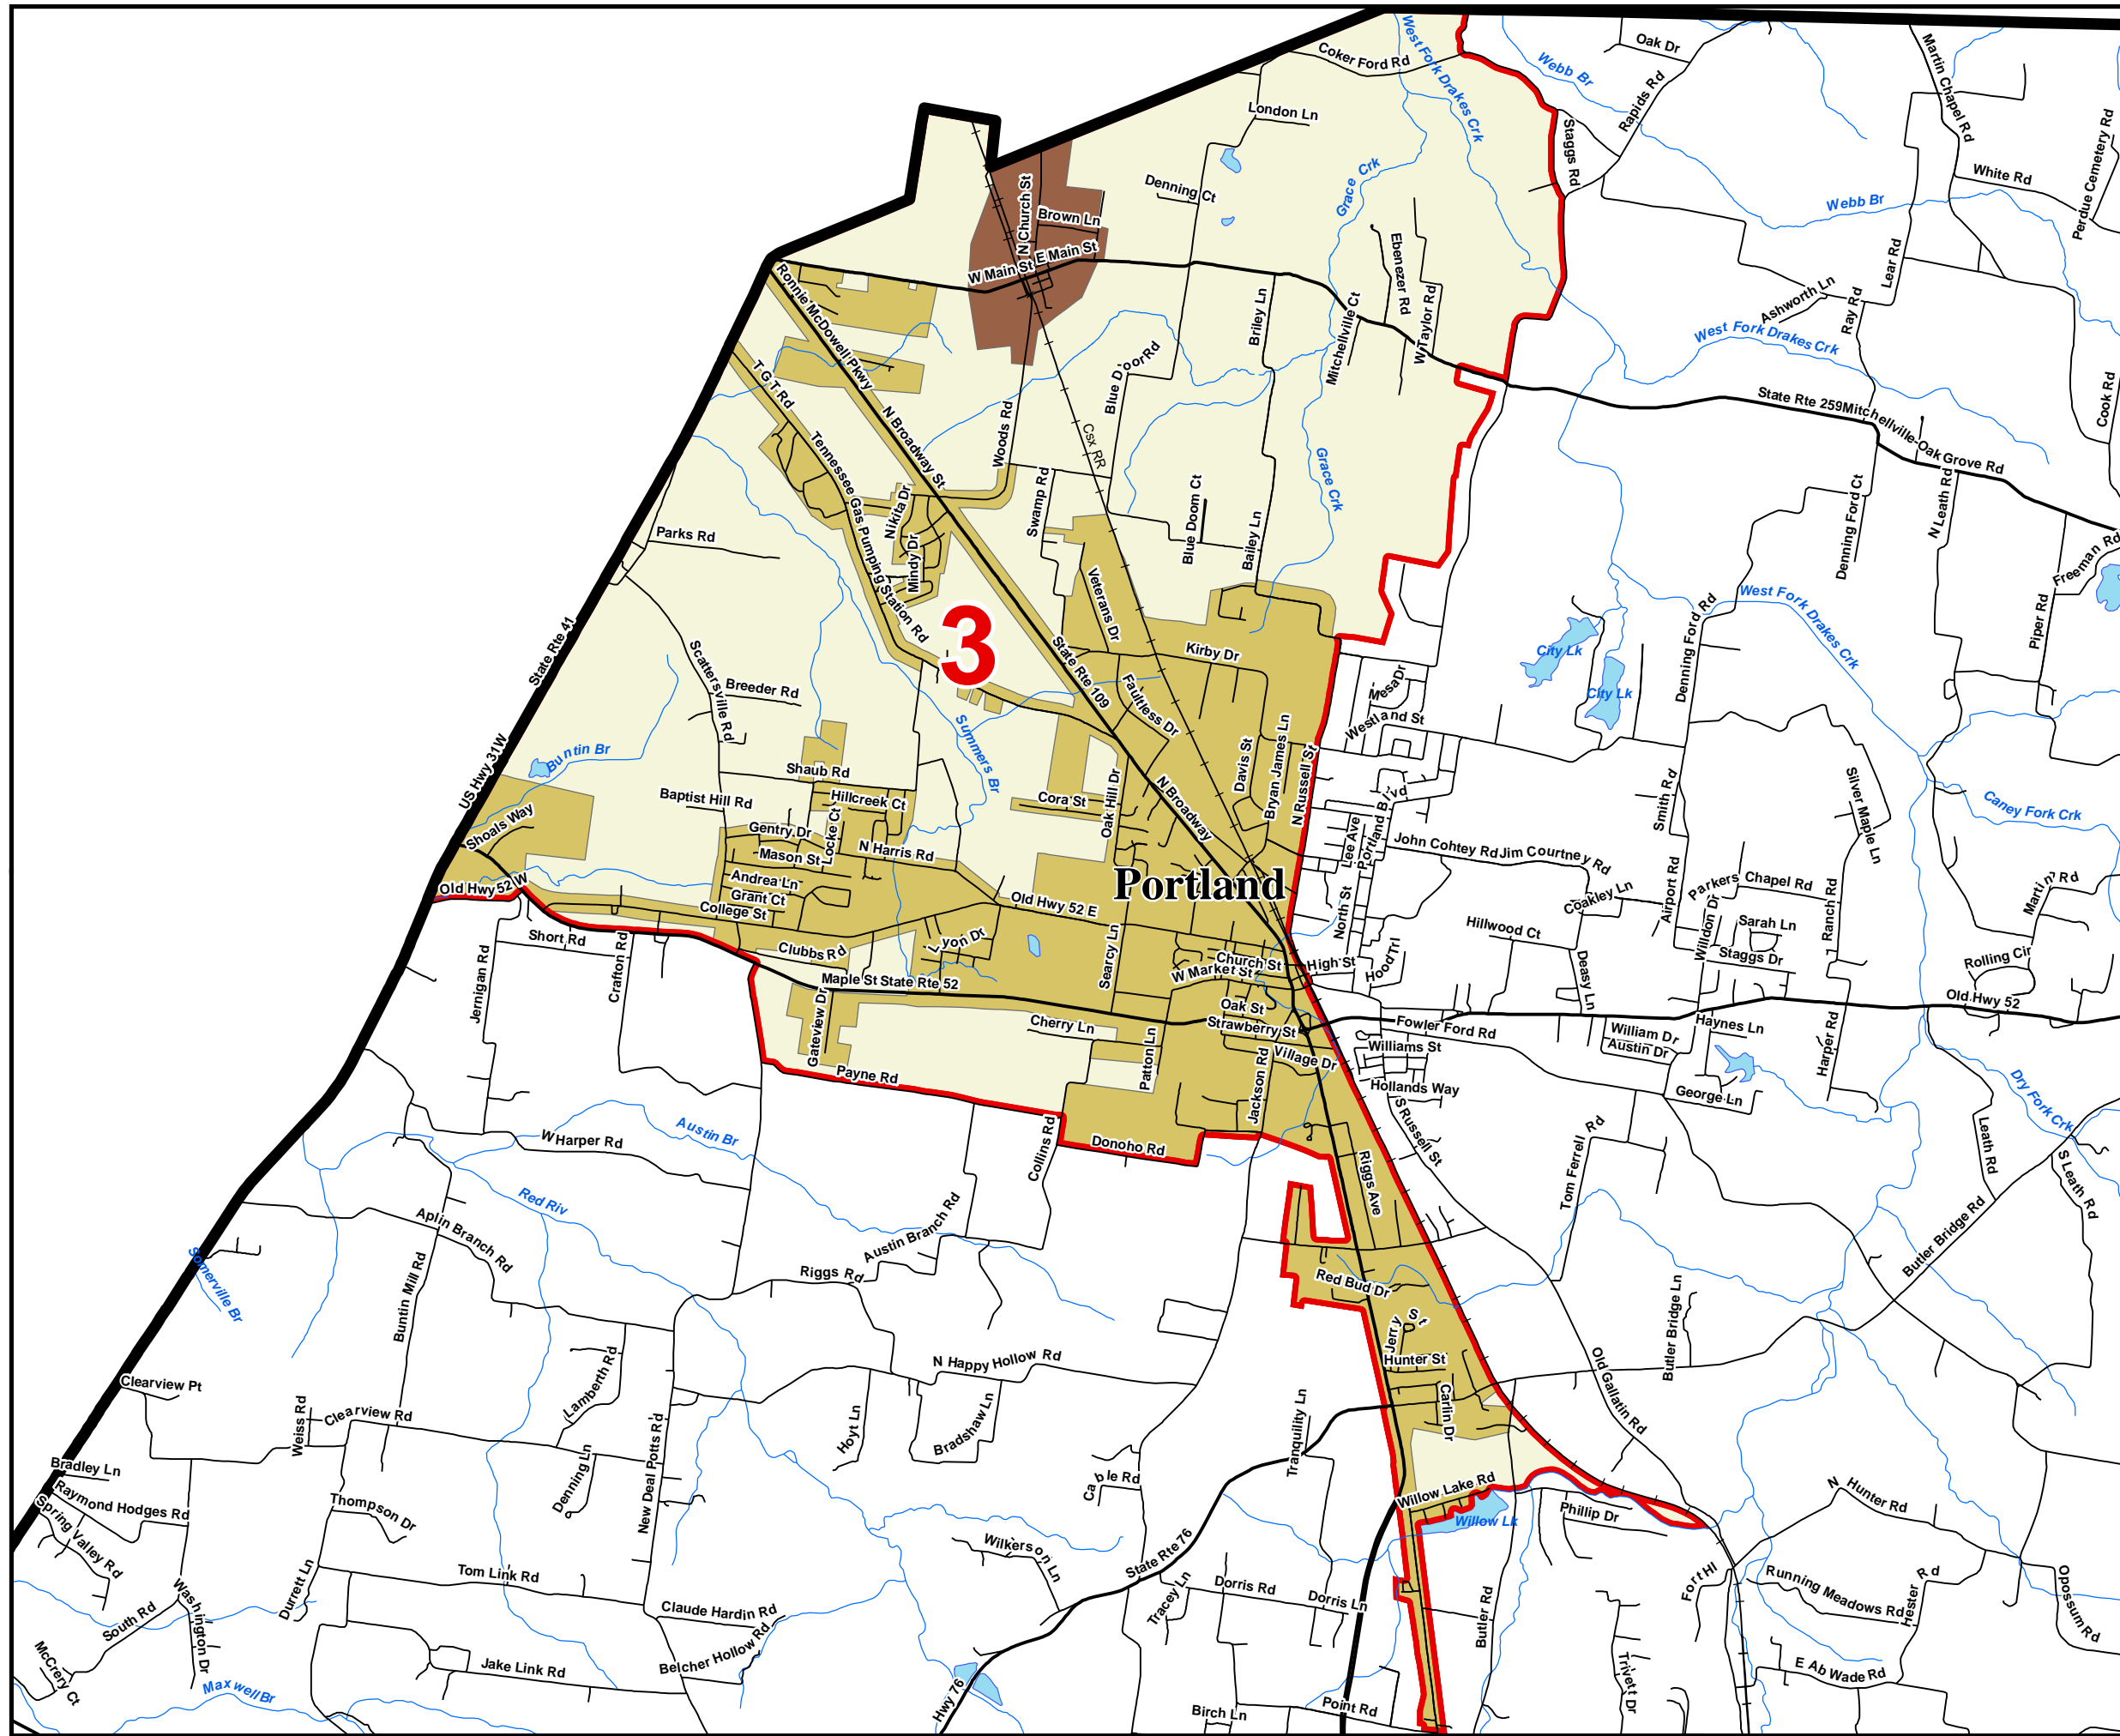 Coker Ford Rd
West Fork Drakes Crk
Oak Dr
Webb Br
Rapids Rd
Martin Chapel Rd
London Ln
Staggs Rd
Perdue Cemetery Rd
White Rd
Grace Crk
Denning Ct
N Church St
Brown Ln
Webb Br
W Main St
E Main St
Ebenezer Rd
Lear Rd
Ronnie McDowell Pkwy
Briley Ln
Mitchellville Ct
W Taylor Rd
Ashworth Ln
Ray Rd
West Fork Drakes Crk
T G T Rd
Blue Door Rd
Cook Rd
State Rte 259
Mitchellville-Oak Grove Rd
N Broadway St
Woods Rd
Csx RR
Tennessee Gas Pumping Station Rd
Grace Crk
Swamp Rd
Blue Doom Ct
Bailey Ln
Nikita Dr
Mindy Dr
Parks Rd
Denning Ford Ct
N Leath Rd
Freeman Rd
Veterans Dr
State Rte 41
3
State Rte 109
Kirby Dr
City Lk
City Lk
Denning Ford Rd
West Fork Drakes Crk
Piper Rd
Scattersville Rd
Breeder Rd
Faultless Dr
Mesa Dr
Westland St
US Hwy 31W
Buntin Br
Summers Br
Shaub Rd
Davis St
Bryan James Ln
N Russell St
Smith Rd
Silver Maple Ln
Caney Fork Crk
Baptist Hill Rd
Hillcreek Ct
Cora St
Oak Hill Dr
N Broadway
Portland Blvd
Lee Ave
Shoals Way
Gentry Dr
Locke Ct
Mason St
N Harris Rd
John Cohtey Rd
Jim Courtney Rd
Old Hwy 52 W
Andrea Ln
Grant Ct
College St
Old Hwy 52 E
Portland
North St
Coakley Ln
Airport Rd
Parkers Chapel Rd
Willdon Dr
Ranch Rd
Martin Rd
Short Rd
Jernigan Rd
Crafton Rd
Clubbs Rd
Lyon Dr
Searcy Ln
Church St
W Market St
High St
Hood Trl
Hillwood Ct
Deasy Ln
Sarah Ln
Staggs Dr
Rolling Cir
Maple St
State Rte 52
Old Hwy 52
Gateview Dr
Cherry Ln
Patton Ln
Oak St
Strawberry St
Village Dr
Fowler Ford Rd
Williams St
Hollands Way
William Dr
Austin Dr
Haynes Ln
George Ln
Harper Rd
Dry Fork Crk
Payne Rd
Jackson Rd
S Russell St
Austin Br
W Harper Rd
Collins Rd
Donoho Rd
Riggs Ave
Tom Ferrell Rd
Leath Rd
S Leath Rd
Red Riv
Aplin Branch Rd
Austin Branch Rd
Butler Bridge Rd
Somerville Br
Buntin Mill Rd
Riggs Rd
Red Bud Dr
Jerry St
Butler Bridge Ln
Hunter St
Old Gallatin Rd
N Happy Hollow Rd
Clearview Pt
Lamberth Rd
Carlin Dr
Weiss Rd
Clearview Rd
Hoyt Ln
Bradshaw Ln
Tranquility Ln
Bradley Ln
Raymond Hodges Rd
Spring Valley Rd
Denning Ln
New Deal Potts Rd
Cable Rd
Willow Lake Rd
Willow Lk
Phillip Dr
N Hunter Rd
Thompson Dr
Wilkerson Ln
State Rte 76
Durrett Ln
Tom Link Rd
Washington Dr
Claude Hardin Rd
Tracey Ln
Dorris Rd
Dorris Ln
Butler Rd
Fort Hl
Running Meadows Rd
Hester Rd
Opossum Rd
South Rd
McCrery Ct
Belcher Hollow Rd
Jake Link Rd
Maxwell Br
Hwy 76
Birch Ln
Point Rd
Trivett Dr
E Ab Wade Rd